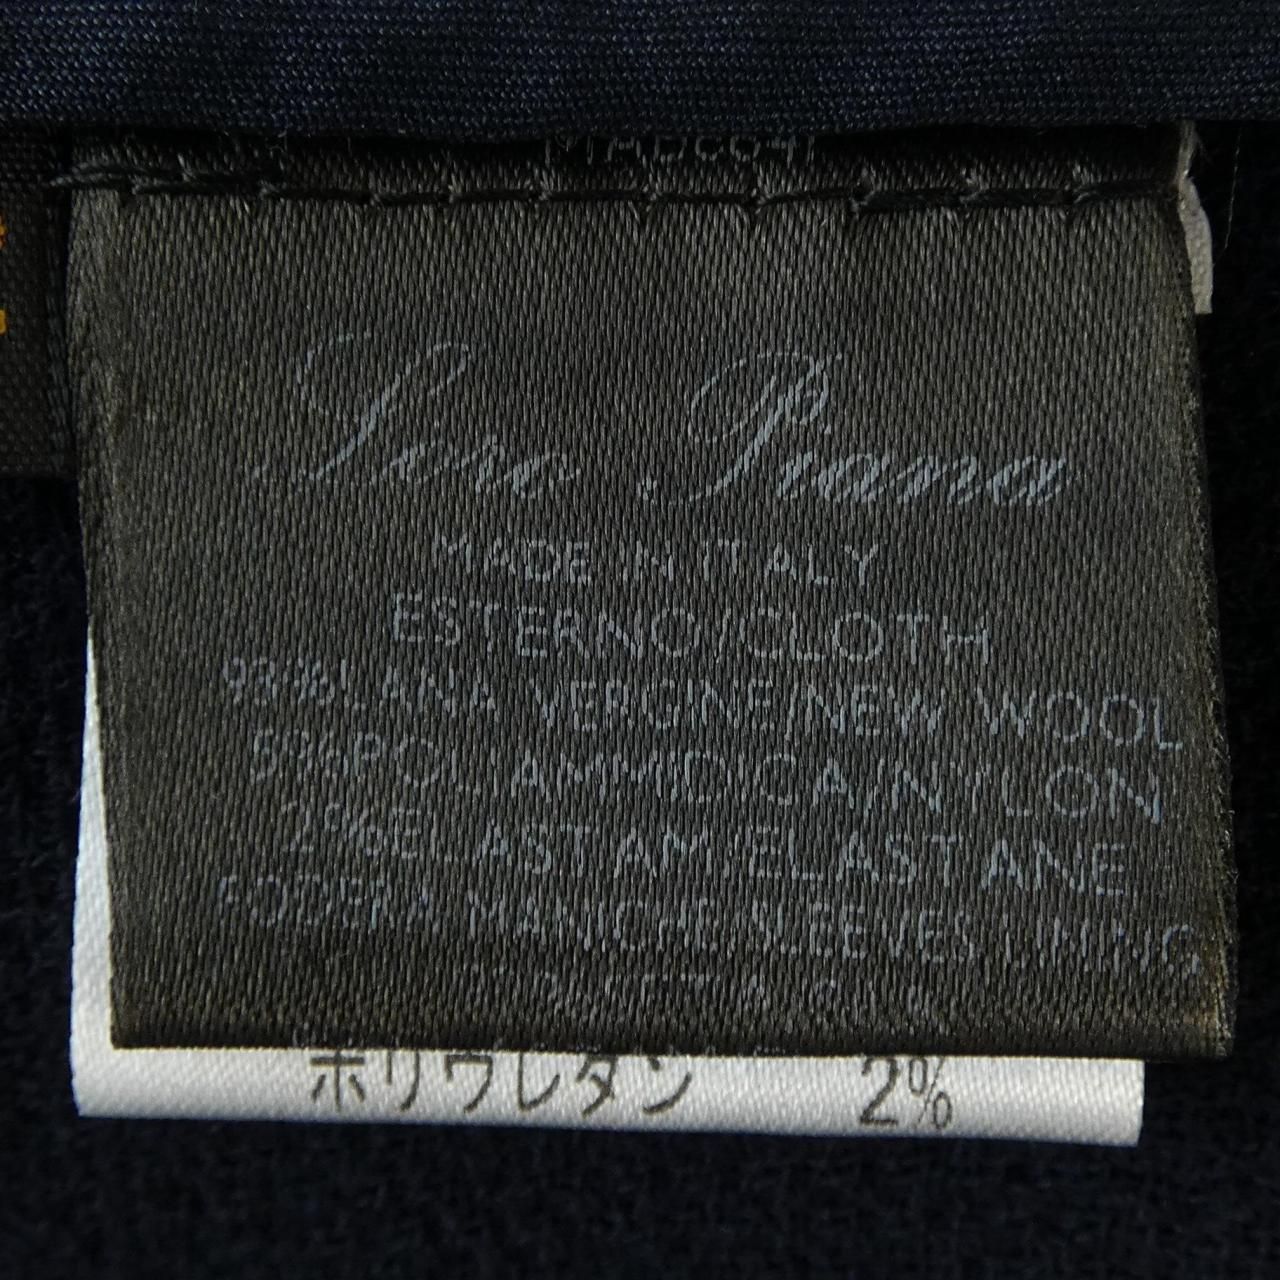 Loro Piana
MADE IN ITALY
ESTERNO/CLOTH
93%LANA VERGINE/NEW WOOL
5%POLIAMMIDICA/NYLON
2%ELASTAM/ELASTANE
FODERA MANICHE/SLEEVES LINING
ポリウレタン 2%